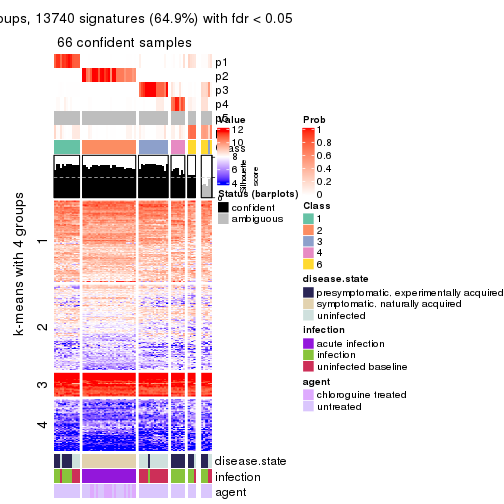 oups, 13740 signatures (64.9%) with fdr < 0.05
66 confident samples
p1
p2
p3
p4
Value
12
10
8
6
4
Silhouette
score
Status (barplots)
confident
ambiguous
Prob
1
0.8
0.6
0.4
0.2
0
Class
1
2
3
4
6
disease.state
presymptomatic, experimentally acquired
symptomatic, naturally acquired
uninfected
infection
acute infection
infection
uninfected baseline
agent
chloroguine treated
untreated
k-means with 4 groups
1
2
3
4
disease.state
infection
agent